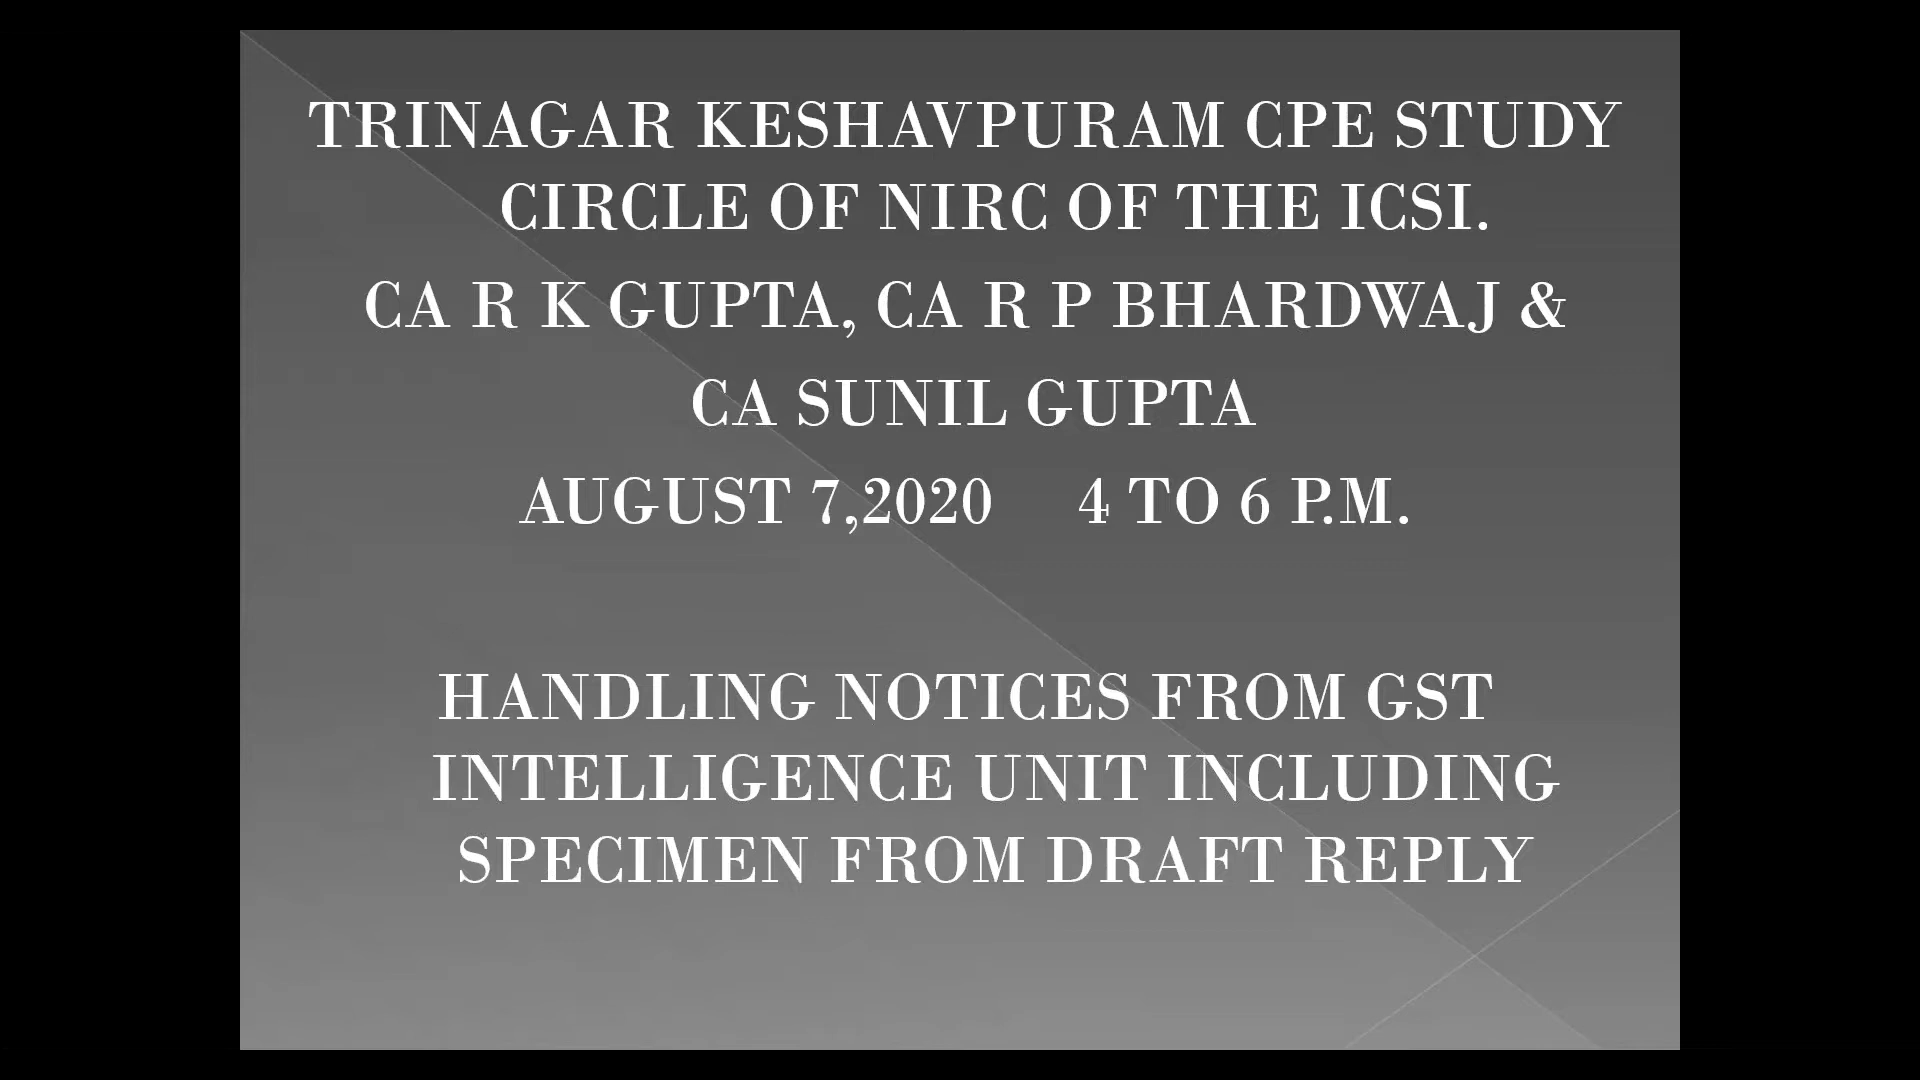 TRINAGAR KESHAVPURAM CPE STUDY
CIRCLE OF NIRC OF THE ICSI.
CA R K GUPTA, CA R P BHARDWAJ &
CA SUNIL GUPTA
AUGUST 7,2020 4 TO 6 P.M.
HANDLING NOTICES FROM GST
INTELLIGENCE UNIT INCLUDING
SPECIMEN FROM DRAFT REPLY